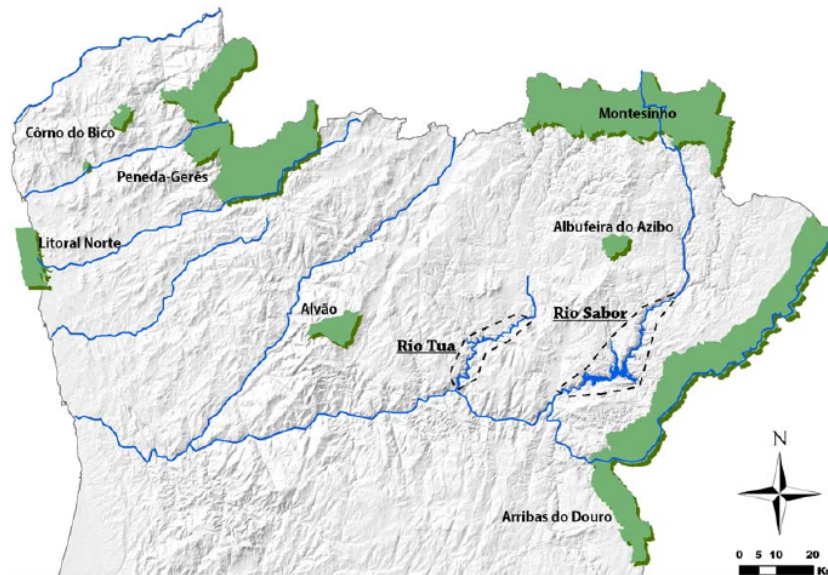 Montesinho
Côrno do Bico
Peneda-Gerês
Litoral Norte
Albufeira do Azibo
Alvão
Rio Sabor
Rio Tua
N
Arribas do Douro
0 5 10 20